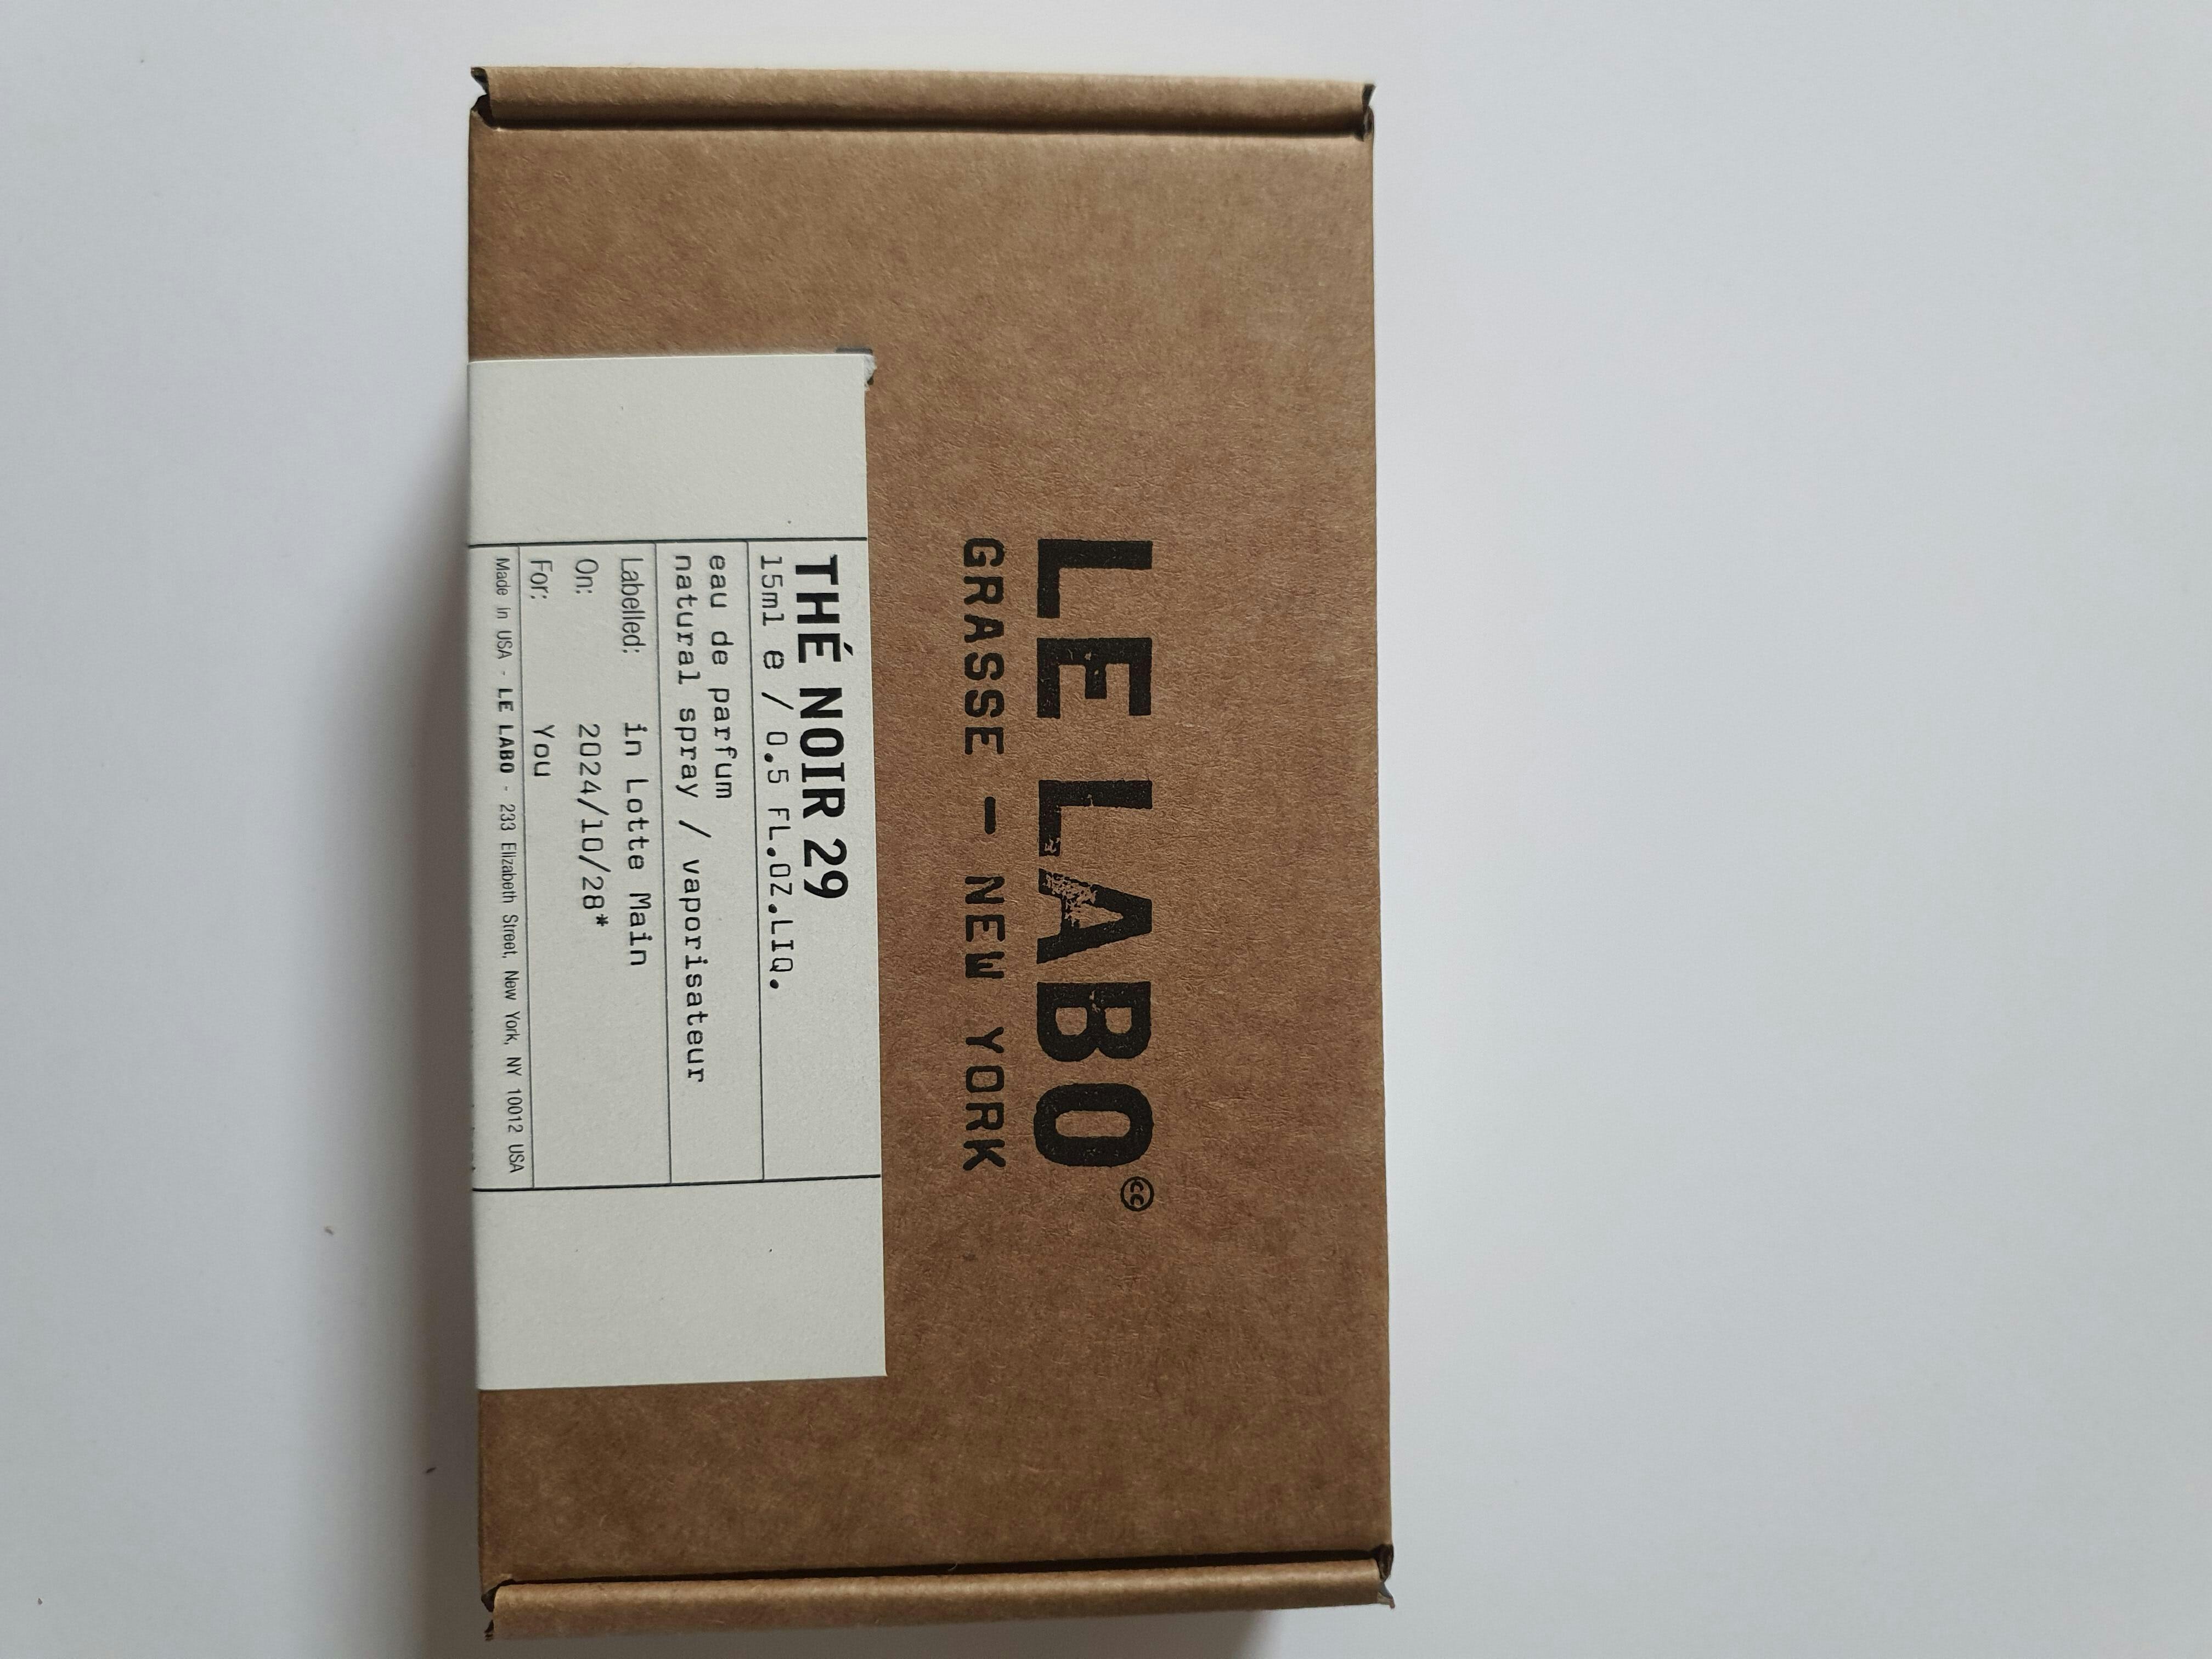 LE LABO
cc
GRASSE - NEW YORK
THÉ NOIR 29
15ml e / 0.5 FL.OZ.LIQ.
eau de parfum
natural spray / vaporisateur
Labelled: in Lotte Main
On: 2024/10/28*
For: You
Made in USA - LE LABO - 233 Elizabeth Street, New York, NY 10012 USA